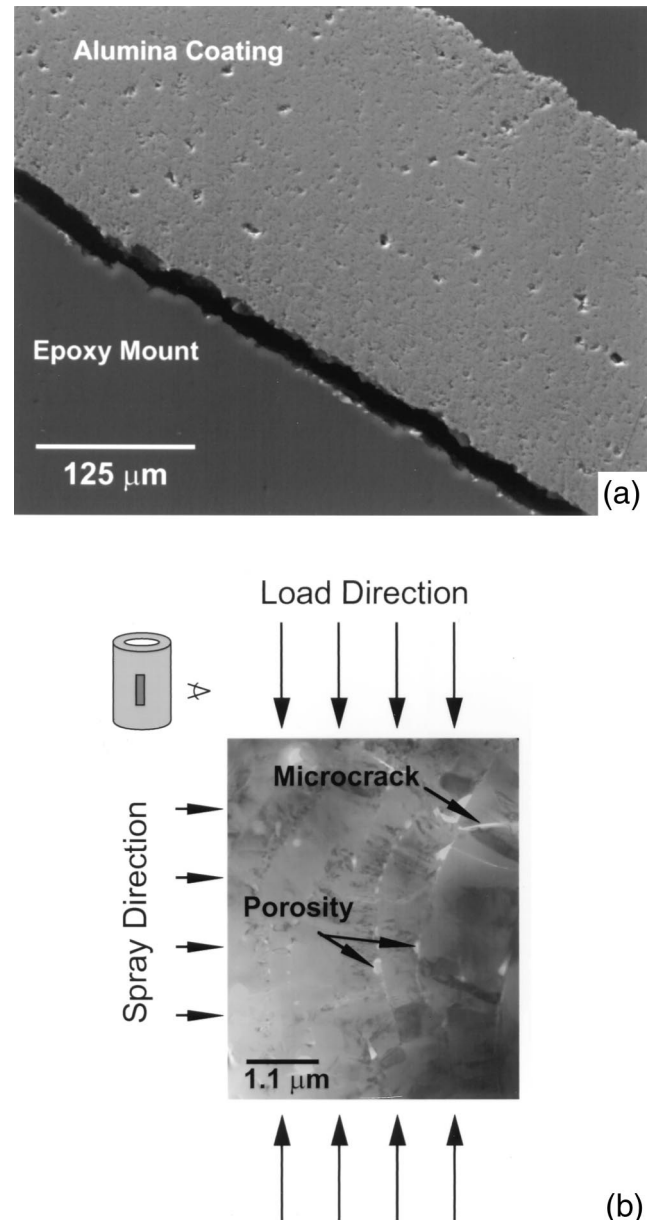 Alumina Coating
Epoxy Mount
125 μm
(a)
Load Direction
Microcrack
Spray Direction
Porosity
1.1 μm
(b)